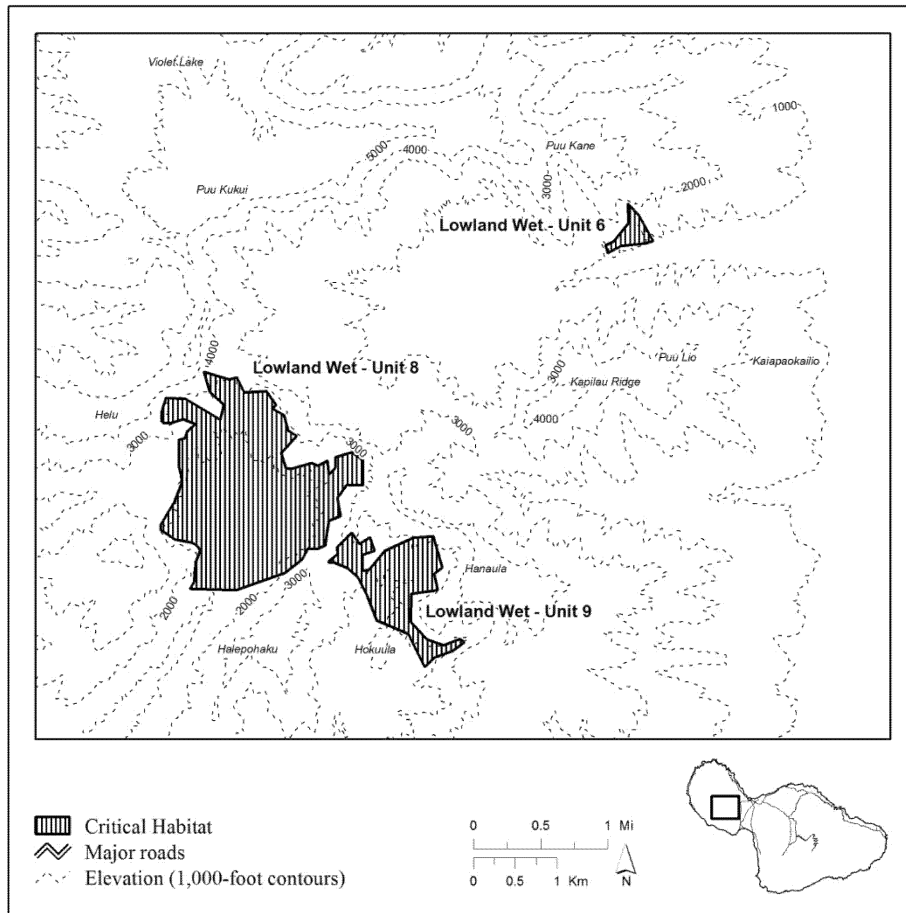 Violet Lake
1000
5000
4000
Puu Kane
3000
2000
Puu Kukui
Lowland Wet - Unit 6
4000
Lowland Wet - Unit 8
3000
Puu Lio
Kaiapaokailio
Kapilau Ridge
Helu
3000
3000
3000
4000
Hanaula
3000
2000
2000
Lowland Wet - Unit 9
Halepohaku
Hokuula
Critical Habitat
Major roads
Elevation (1,000-foot contours)
0 0.5 1 Mi
0 0.5 1 Km
N